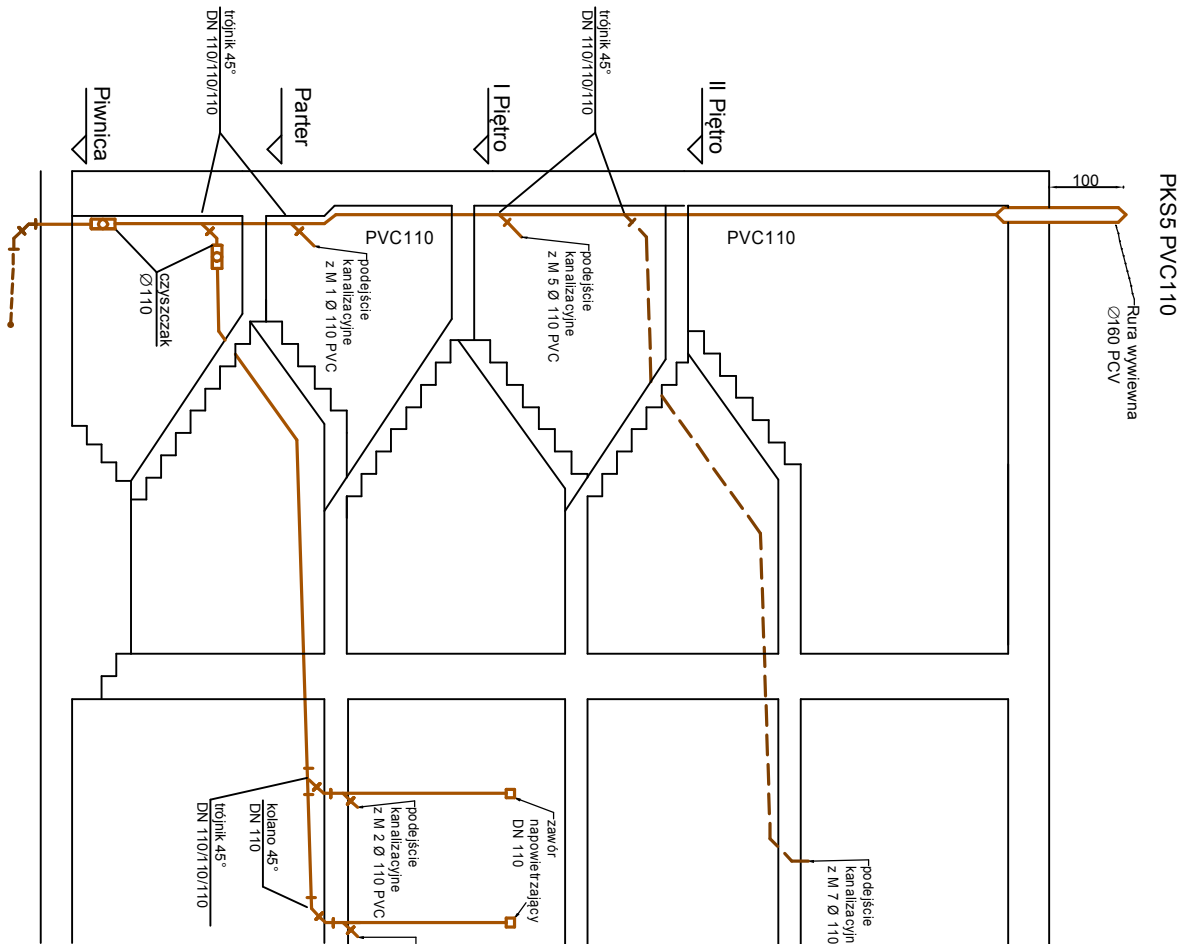 PKS5 PVC110
100
Rura wywiewna
Ø160 PCV
II Piętro
PVC110
trójnik 45°
DN 110/110/110
I Piętro
podejście
kanalizacyjne
z M 5 Ø 110 PVC
podejście
kanalizacyjn
z M 7 Ø 110
Parter
PVC110
podejście
kanalizacyjne
z M 1 Ø 110 PVC
zawór
napowietrzający
DN 110
podejście
kanalizacyjne
z M 2 Ø 110 PVC
trójnik 45°
DN 110/110/110
Piwnica
czyszczak
Ø110
kolano 45°
DN 110
trójnik 45°
DN 110/110/110